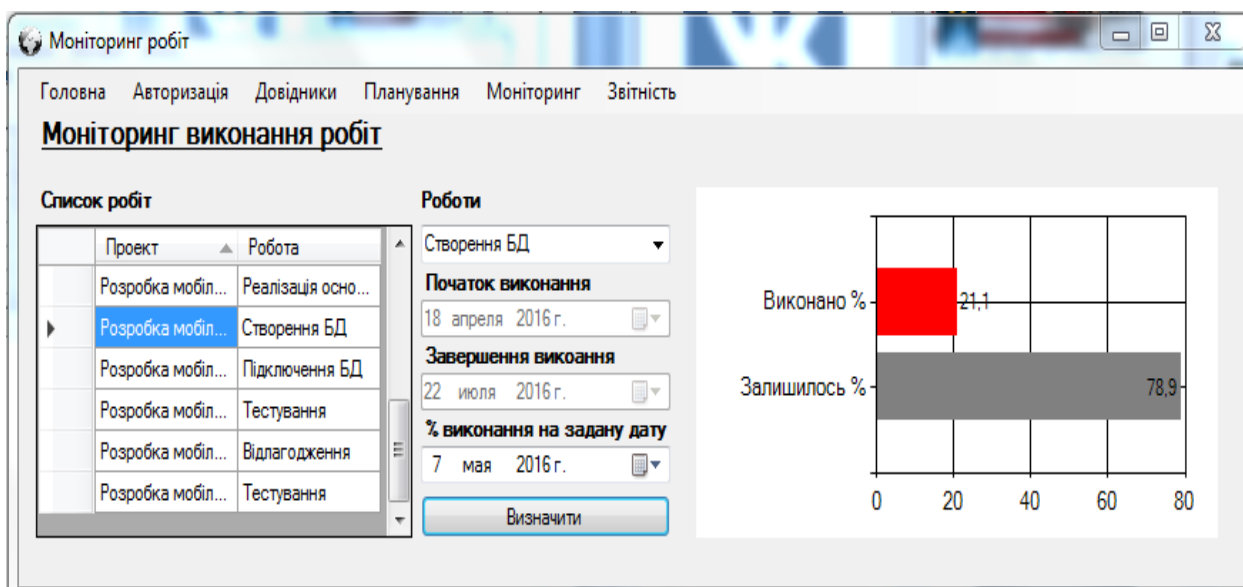 Моніторинг робіт
Головна Авторизація Довідники Планування Моніторинг Звітність
Моніторинг виконання робіт
Список робіт
Проект Робота
Розробка мобіл... Реалізація осно...
Розробка мобіл... Створення БД
Розробка мобіл... Підключення БД
Розробка мобіл... Тестування
Розробка мобіл... Відлагодження
Розробка мобіл... Тестування
Роботи
Створення БД
Початок виконання
18 апреля 2016 г.
Завершення викоання
22 июля 2016 г.
% виконання на задану дату
7 мая 2016 г.
Визначити
Виконано %
21,1
Залишилось %
78,9
0 20 40 60 80